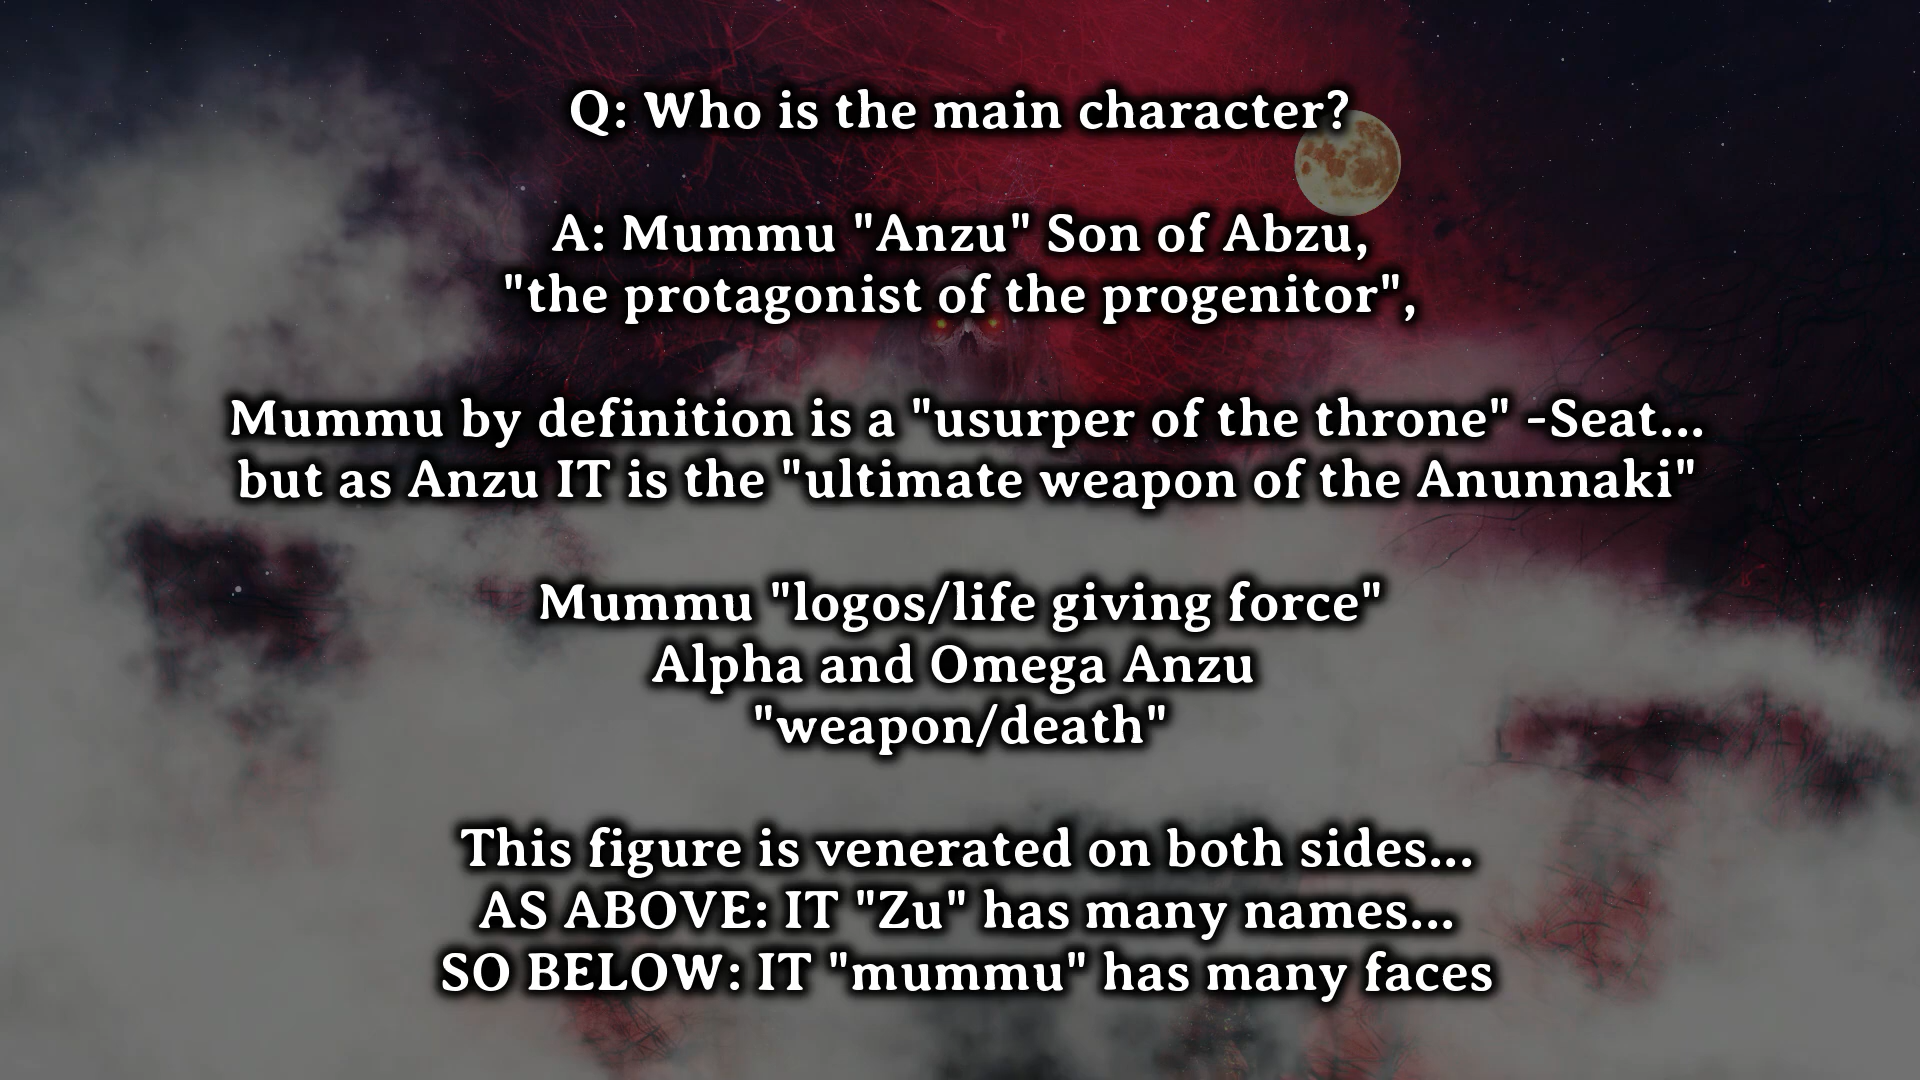 Q: Who is the main character?
A: Mummu "Anzu" Son of Abzu,
"the protagonist of the progenitor",
Mummu by definition is a "usurper of the throne" -Seat...
but as Anzu IT is the "ultimate weapon of the Anunnaki"
Mummu "logos/life giving force"
Alpha and Omega Anzu
"weapon/death"
This figure is venerated on both sides...
AS ABOVE: IT "Zu" has many names...
SO BELOW: IT "mummu" has many faces